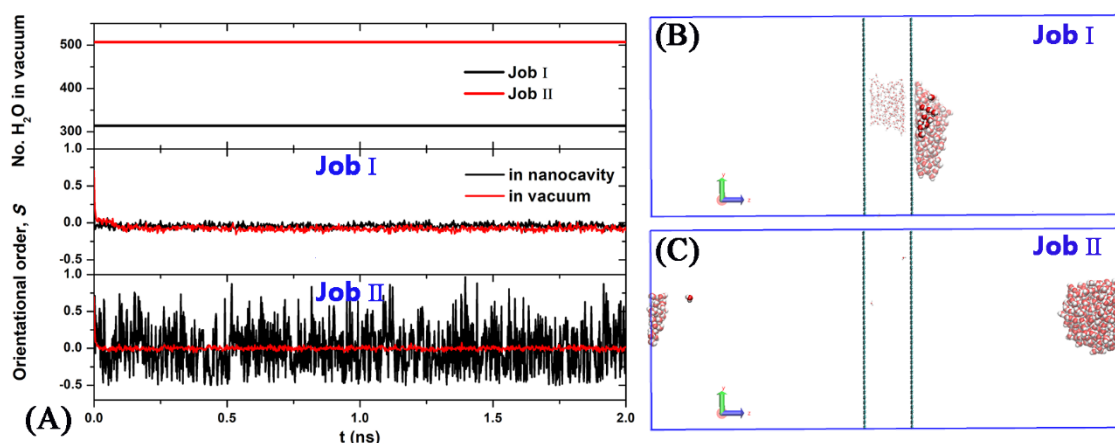 No. H₂O in vacuum
500
400
300
Job Ⅰ
Job Ⅱ
Orientational order, S
1.0
0.5
0.0
-0.5
Job Ⅰ
in nanocavity
in vacuum
1.0
0.5
0.0
-0.5
Job Ⅱ
0.0
0.5
1.0
1.5
2.0
t (ns)
(A)
(B)
Job Ⅰ
y
z
(C)
Job Ⅱ
y
z